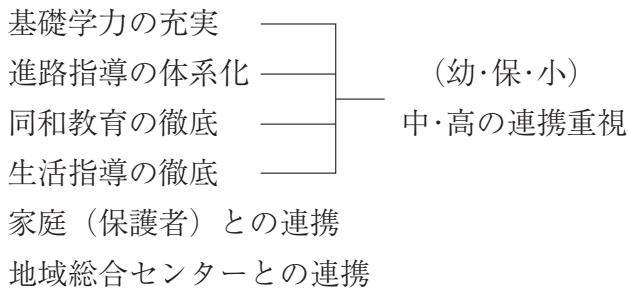 基礎学力の充実
進路指導の体系化
同和教育の徹底
生活指導の徹底
(幼・保・小)
中・高の連携重視
家庭(保護者)との連携
地域総合センターとの連携